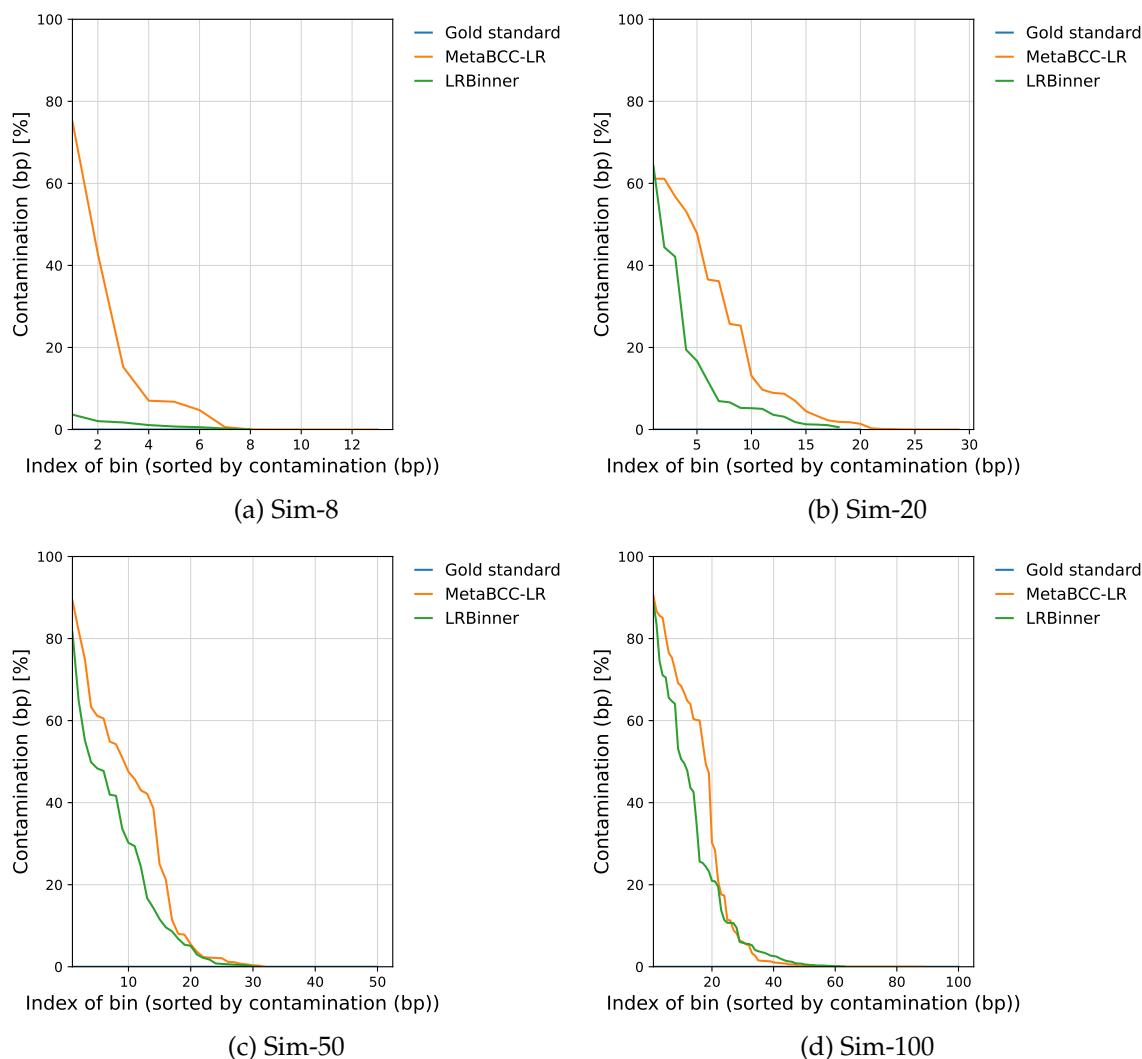 100
80
60
40
20
0
Contamination (bp) [%]
2 4 6 8 10 12
Index of bin (sorted by contamination (bp))
Gold standard
MetaBCC-LR
LRBinner
(a) Sim-8
100
80
60
40
20
0
Contamination (bp) [%]
5 10 15 20 25 30
Index of bin (sorted by contamination (bp))
Gold standard
MetaBCC-LR
LRBinner
(b) Sim-20
100
80
60
40
20
0
Contamination (bp) [%]
10 20 30 40 50
Index of bin (sorted by contamination (bp))
Gold standard
MetaBCC-LR
LRBinner
(c) Sim-50
100
80
60
40
20
0
Contamination (bp) [%]
20 40 60 80 100
Index of bin (sorted by contamination (bp))
Gold standard
MetaBCC-LR
LRBinner
(d) Sim-100